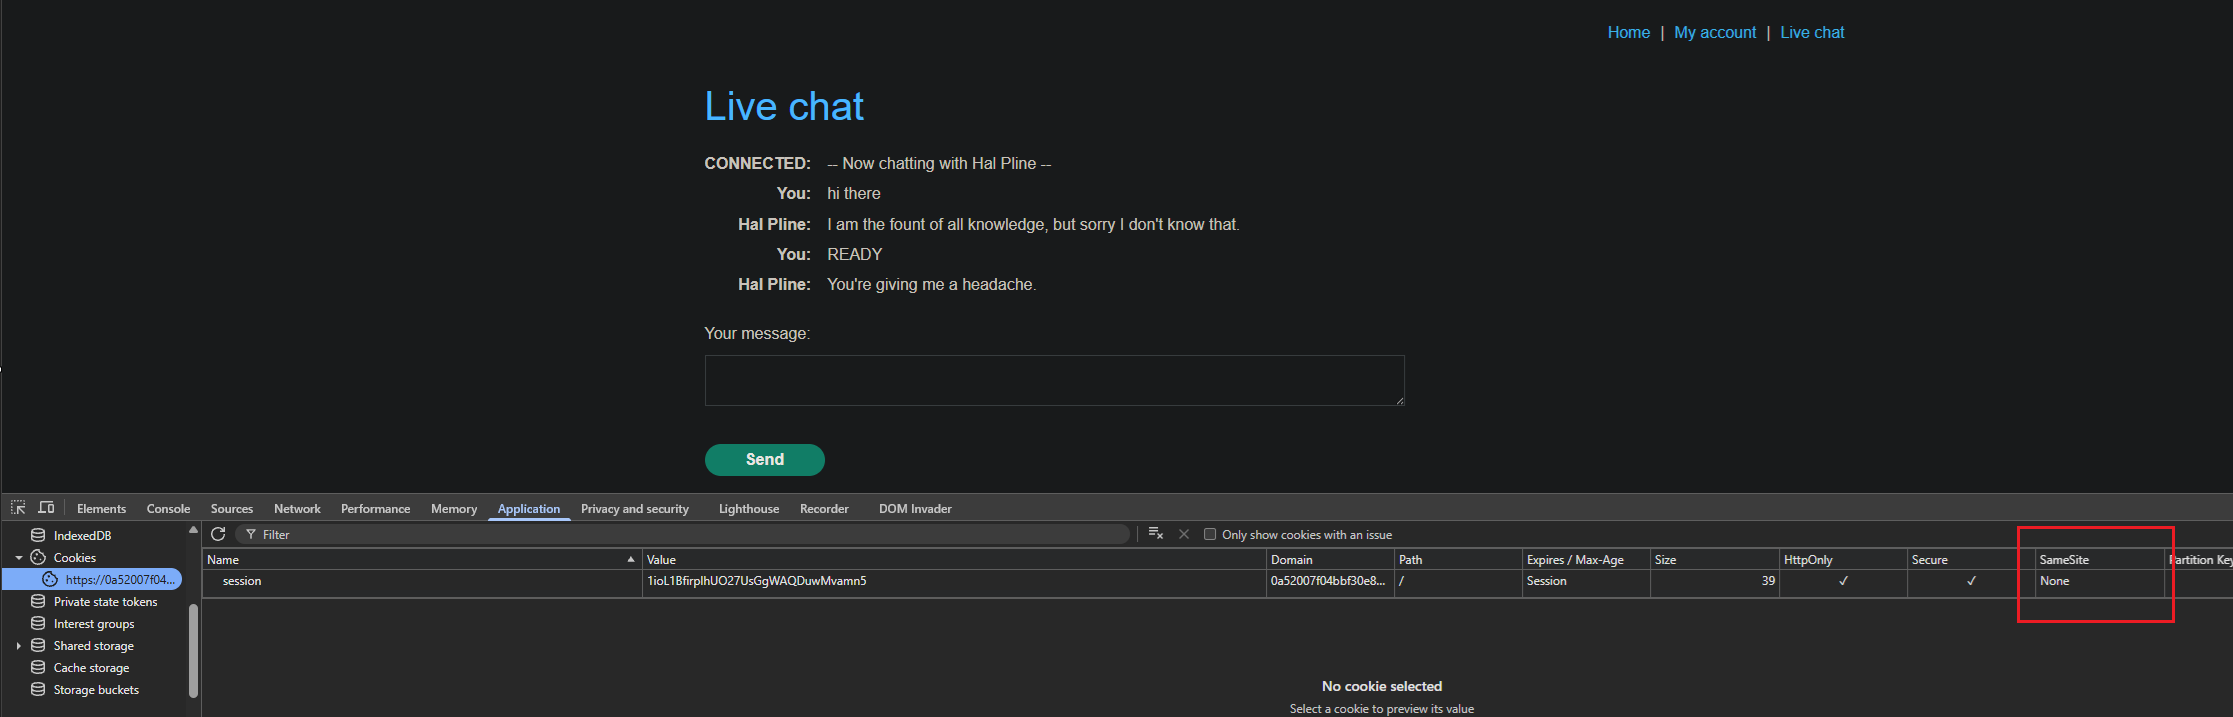 Home | My account | Live chat
Live chat
CONNECTED: -- Now chatting with Hal Pline --
You: hi there
Hal Pline: I am the fount of all knowledge, but sorry I don't know that.
You: READY
Hal Pline: You're giving me a headache.
Your message:
Send
Elements Console Sources Network Performance Memory Application Privacy and security Lighthouse Recorder DOM Invader
IndexedDB
Cookies
https://0a52007f04...
Private state tokens
Interest groups
Shared storage
Cache storage
Storage buckets
Filter
Only show cookies with an issue
Name Value Domain Path Expires / Max-Age Size HttpOnly Secure SameSite Partition Key
session 1ioL1BfirpIhUO27UsGgWAQDuwMvamn5 0a52007f04bbf30e8... / Session 39 ✓ ✓ None
No cookie selected
Select a cookie to preview its value